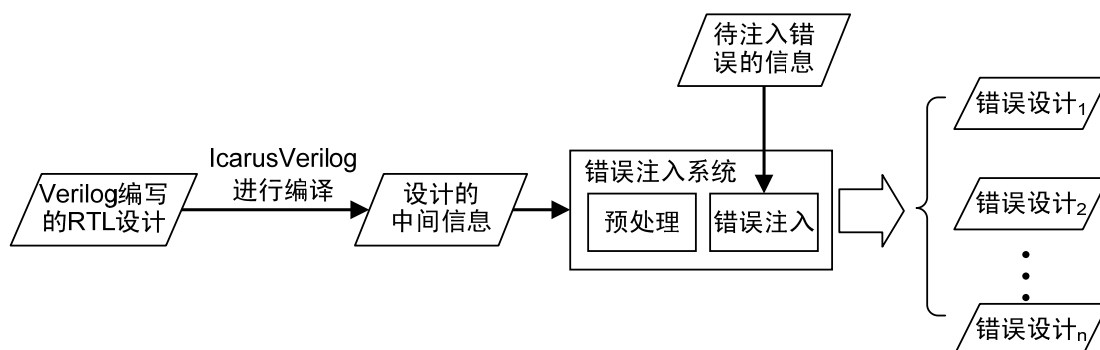 待注入错
误的信息
错误设计1
IcarusVerilog
进行编译
错误注入系统
Verilog编写
的RTL设计
设计的
中间信息
预处理
错误注入
错误设计2
错误设计n